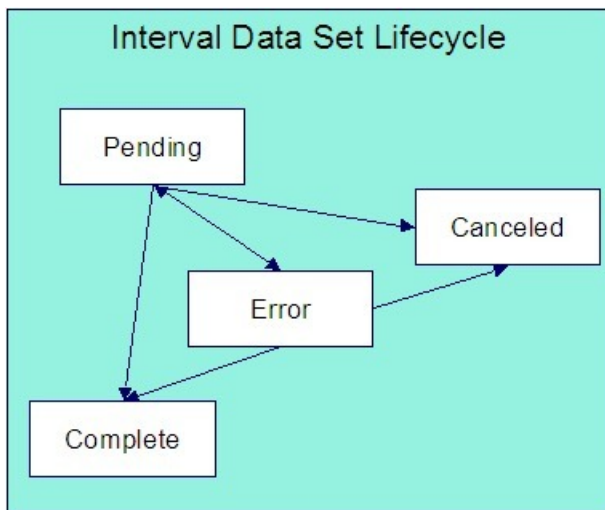 Interval Data Set Lifecycle
Pending
Canceled
Error
Complete